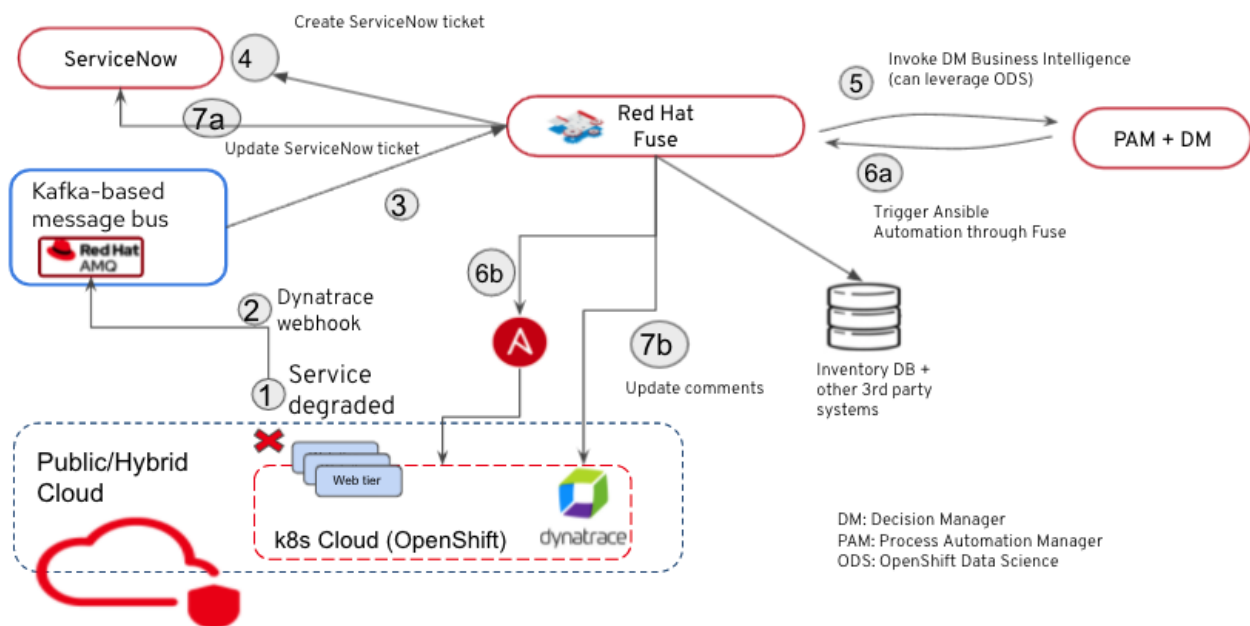 Create ServiceNow ticket
ServiceNow
4
7a
Update ServiceNow ticket
Red Hat
Fuse
5
Invoke DM Business Intelligence
(can leverage ODS)
PAM + DM
6a
Trigger Ansible
Automation through Fuse
Kafka-based
message bus
Red Hat
AMQ
3
2
Dynatrace
webhook
1
Service
degraded
6b
7b
Update comments
Inventory DB +
other 3rd party
systems
Public/Hybrid
Cloud
Web tier
k8s Cloud (OpenShift)
dynatrace
DM: Decision Manager
PAM: Process Automation Manager
ODS: OpenShift Data Science